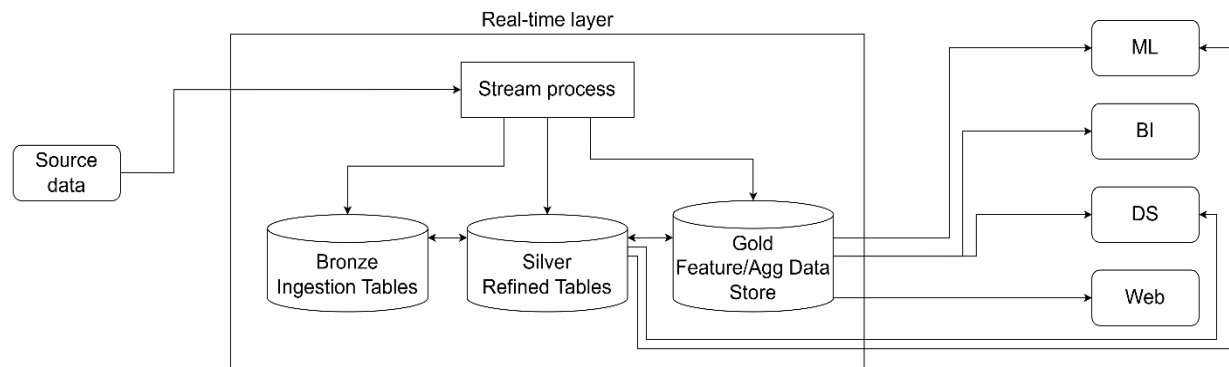 Real-time layer
Stream process
Source
data
Bronze
Ingestion Tables
Silver
Refined Tables
Gold
Feature/Agg Data
Store
ML
BI
DS
Web